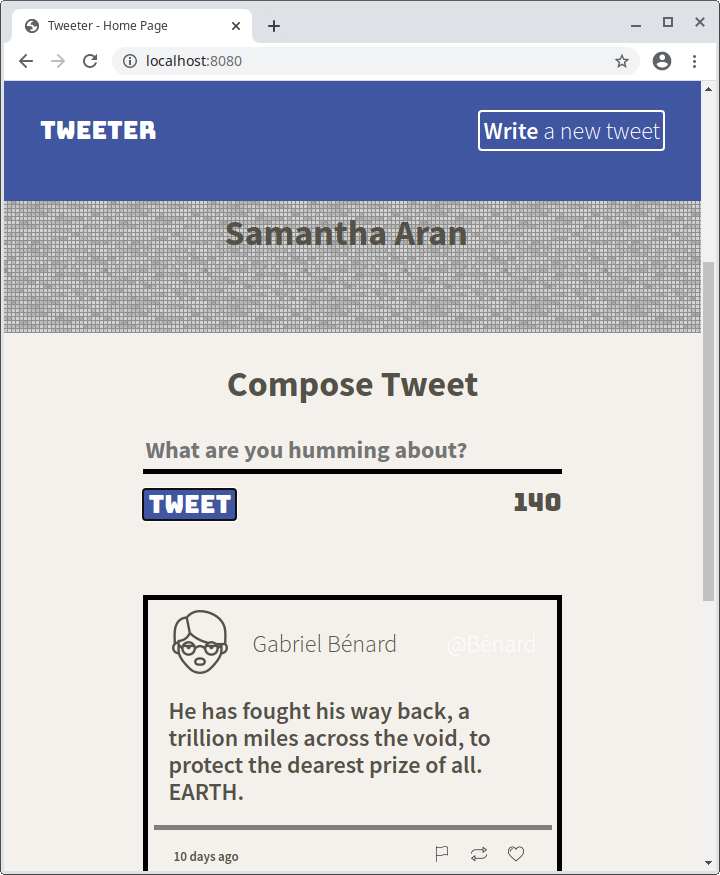 Tweeter - Home Page
localhost:8080
TWEETER
Write a new tweet
Samantha Aran
Compose Tweet
What are you humming about?
TWEET
140
Gabriel Bénard
@Bénard
He has fought his way back, a
trillion miles across the void, to
protect the dearest prize of all.
EARTH.
10 days ago